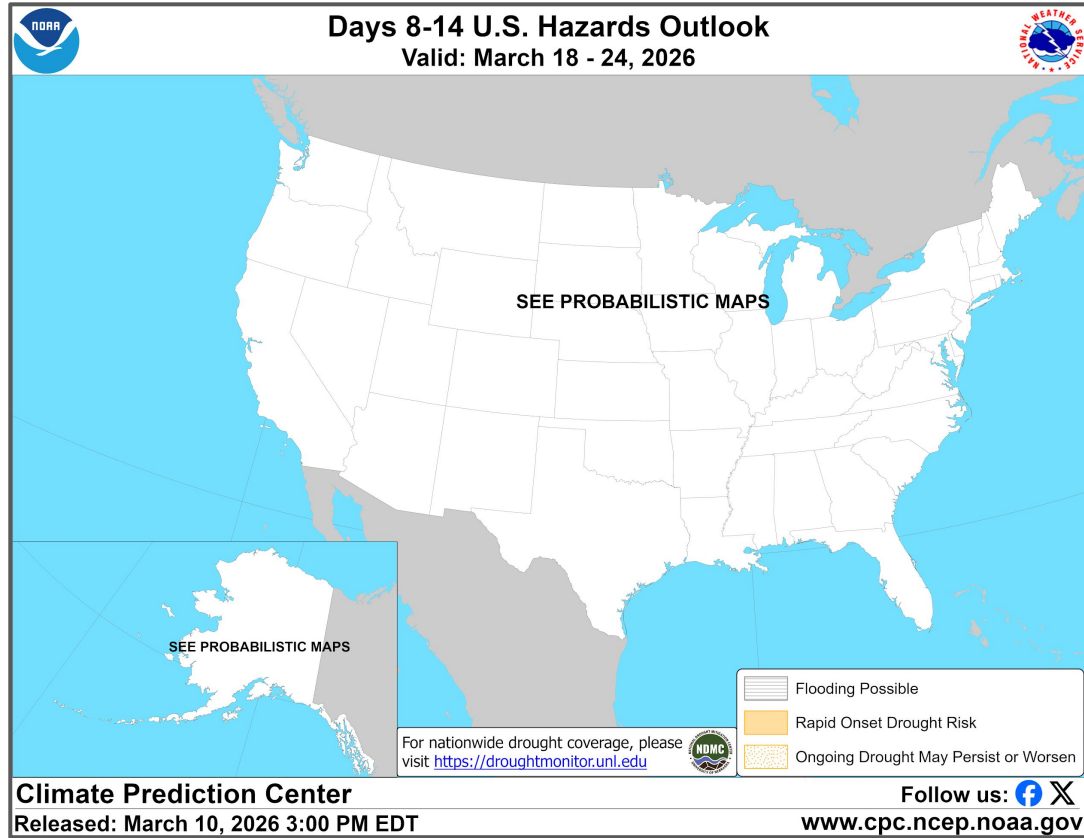 NOAA
Days 8-14 U.S. Hazards Outlook
Valid: March 18 - 24, 2026
NATIONAL WEATHER SERVICE
SEE PROBABILISTIC MAPS
SEE PROBABILISTIC MAPS
Flooding Possible
Rapid Onset Drought Risk
Ongoing Drought May Persist or Worsen
For nationwide drought coverage, please
visit https://droughtmonitor.unl.edu
NDMC
Climate Prediction Center
Released: March 10, 2026 3:00 PM EDT
Follow us:
www.cpc.ncep.noaa.gov